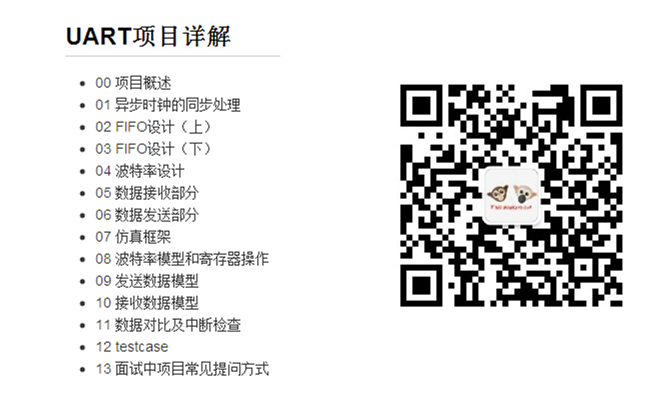 UART项目详解
00 项目概述
01 异步时钟的同步处理
02 FIFO设计（上）
03 FIFO设计（下）
04 波特率设计
05 数据接收部分
06 数据发送部分
07 仿真框架
08 波特率模型和寄存器操作
09 发送数据模型
10 接收数据模型
11 数据对比及中断检查
12 testcase
13 面试中项目常见提问方式